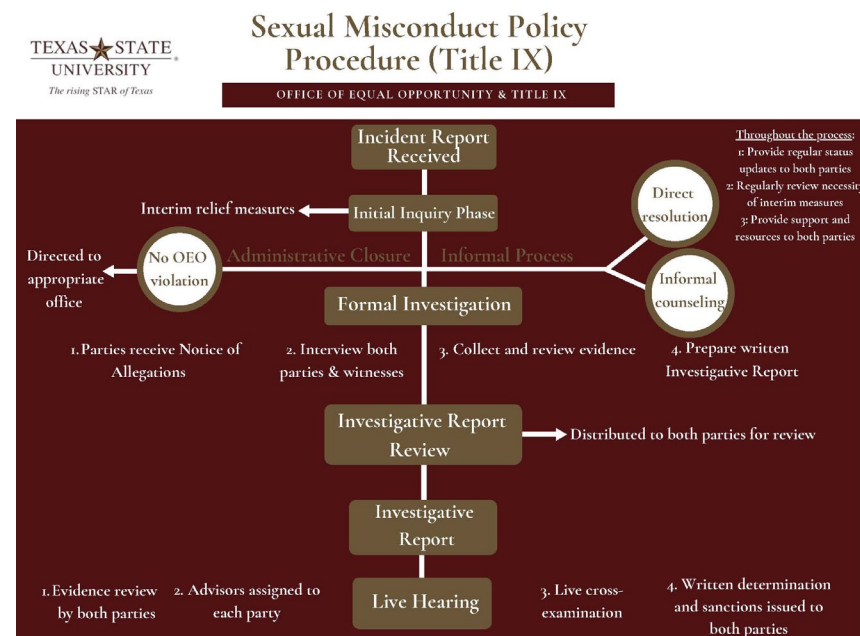 Sexual Misconduct Policy
Procedure (Title IX)
TEXAS STATE
UNIVERSITY®
The rising STAR of Texas
OFFICE OF EQUAL OPPORTUNITY & TITLE IX
Incident Report
Received
Throughout the process:
1: Provide regular status
updates to both parties
2: Regularly review necessity
of interim measures
3: Provide support and
resources to both parties
Interim relief measures
Initial Inquiry Phase
Direct
resolution
Directed to
appropriate
office
No OEO
violation
Administrative Closure
Informal Process
Informal
counseling
Formal Investigation
1. Parties receive Notice of
Allegations
2. Interview both
parties & witnesses
3. Collect and review evidence
4. Prepare written
Investigative Report
Investigative Report
Review
Distributed to both parties for review
Investigative
Report
Live Hearing
1. Evidence review
by both parties
2. Advisors assigned to
each party
3. Live cross-
examination
4. Written determination
and sanctions issued to
both parties